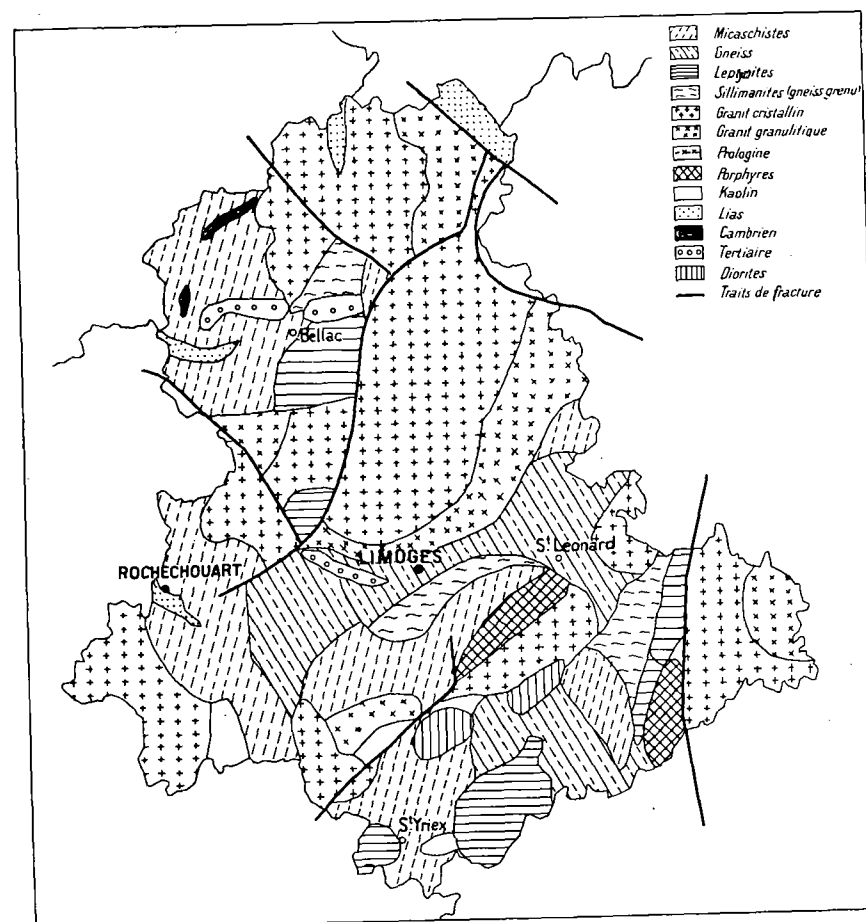 Micaschistes
Gneiss
Leptynites
Sillimanites (gneiss grenu)
Granit cristallin
Granit granulitique
Protogine
Porphyres
Kaolin
Lias
Cambrien
Tertiaire
Diorites
Traits de fracture
Bellac
St Léonard
LIMOGES
ROCHECHOUART
St Yriex